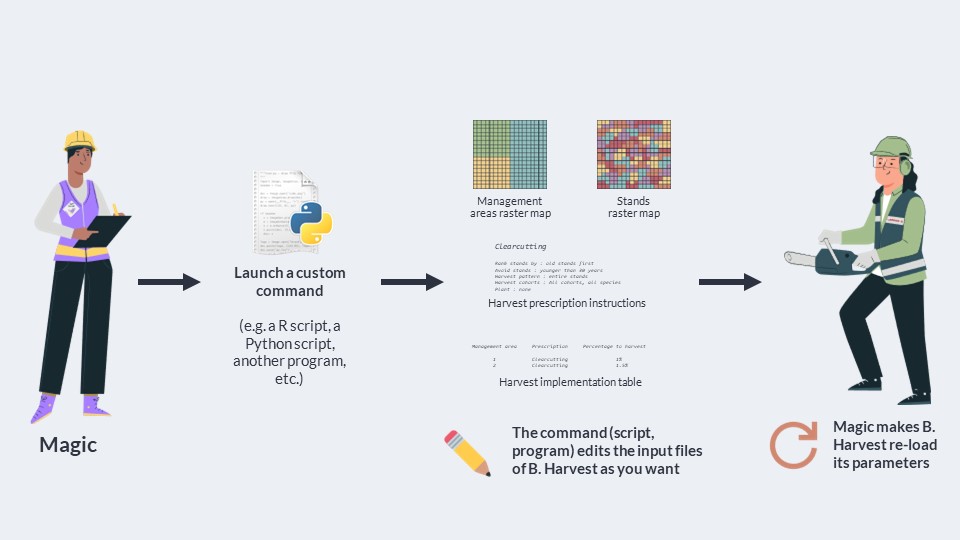 Management
areas raster map
Stands
raster map
Clearcutting
Rank stands by : old stands first
Avoid stands : younger than 30 years
Harvest pattern : entire stands
Harvest cohorts : All cohorts, all species
Plant : none
Harvest prescription instructions
Management area Prescription Percentage to harvest
1 Clearcutting 1%
2 Clearcutting
Harvest implementation table
Launch a custom
command
(e.g. a R script, a
Python script,
another program,
etc.)
Magic
The command (script,
program) edits the input files
of B. Harvest as you want
Magic makes B.
Harvest re-load
its parameters